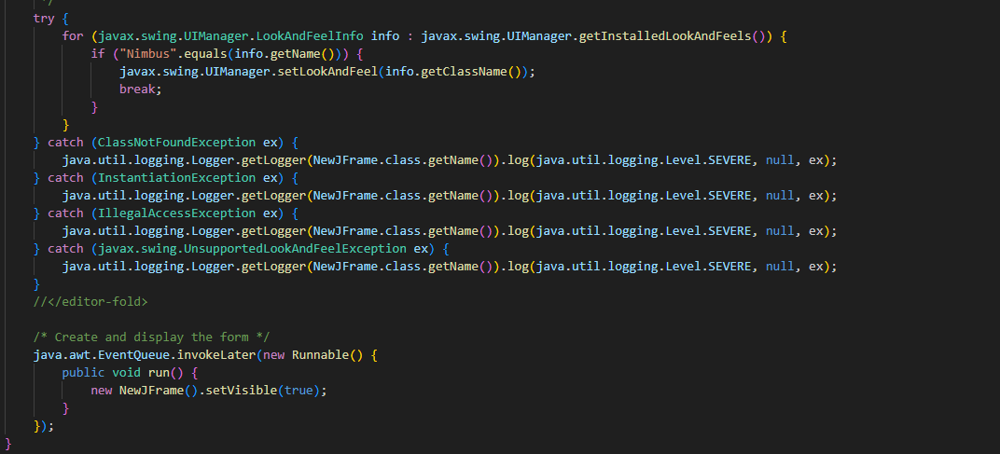 */
try {
for (javax.swing.UIManager.LookAndFeelInfo info : javax.swing.UIManager.getInstalledLookAndFeels()) {
if ("Nimbus".equals(info.getName())) {
javax.swing.UIManager.setLookAndFeel(info.getClassName());
break;
}
}
} catch (ClassNotFoundException ex) {
java.util.logging.Logger.getLogger(NewJFrame.class.getName()).log(java.util.logging.Level.SEVERE, null, ex);
} catch (InstantiationException ex) {
java.util.logging.Logger.getLogger(NewJFrame.class.getName()).log(java.util.logging.Level.SEVERE, null, ex);
} catch (IllegalAccessException ex) {
java.util.logging.Logger.getLogger(NewJFrame.class.getName()).log(java.util.logging.Level.SEVERE, null, ex);
} catch (javax.swing.UnsupportedLookAndFeelException ex) {
java.util.logging.Logger.getLogger(NewJFrame.class.getName()).log(java.util.logging.Level.SEVERE, null, ex);
}
//</editor-fold>
/* Create and display the form */
java.awt.EventQueue.invokeLater(new Runnable() {
public void run() {
new NewJFrame().setVisible(true);
}
});
}